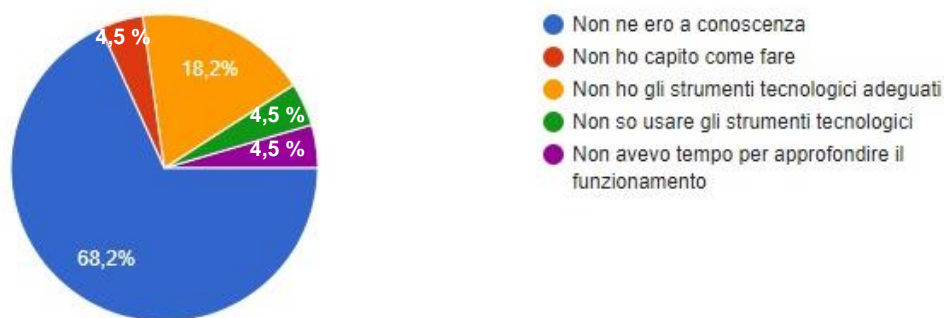 4,5 %
18,2%
4,5 %
4,5 %
68,2%
Non ne ero a conoscenza
Non ho capito come fare
Non ho gli strumenti tecnologici adeguati
Non so usare gli strumenti tecnologici
Non avevo tempo per approfondire il
funzionamento